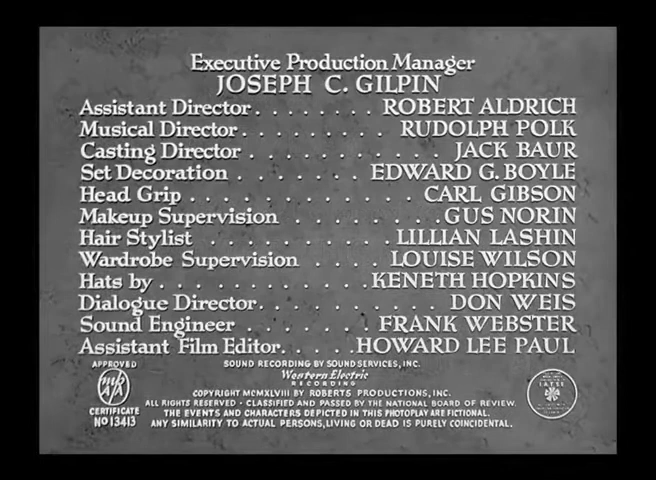 Executive Production Manager
JOSEPH C. GILPIN
Assistant Director . . . . . . . ROBERT ALDRICH
Musical Director . . . . . . . . RUDOLPH POLK
Casting Director . . . . . . . . . . . JACK BAUR
Set Decoration . . . . . . . EDWARD G. BOYLE
Head Grip . . . . . . . . . . . . CARL GIBSON
Makeup Supervision . . . . . . . . GUS NORIN
Hair Stylist . . . . . . . . . . LILLIAN LASHIN
Wardrobe Supervision . . . . LOUISE WILSON
Hats by . . . . . . . . . . . KENETH HOPKINS
Dialogue Director . . . . . . . . . DON WEIS
Sound Engineer . . . . . . . FRANK WEBSTER
Assistant Film Editor . . . . . HOWARD LEE PAUL
APPROVED
MPAA
CERTIFICATE
NO 13413
SOUND RECORDING BY SOUND SERVICES, INC.
Western Electric
RECORDING
COPYRIGHT MCMXLVIII BY ROBERTS PRODUCTIONS, INC.
ALL RIGHTS RESERVED · CLASSIFIED AND PASSED BY THE NATIONAL BOARD OF REVIEW.
THE EVENTS AND CHARACTERS DEPICTED IN THIS PHOTOPLAY ARE FICTIONAL.
ANY SIMILARITY TO ACTUAL PERSONS, LIVING OR DEAD IS PURELY COINCIDENTAL.
IATSE